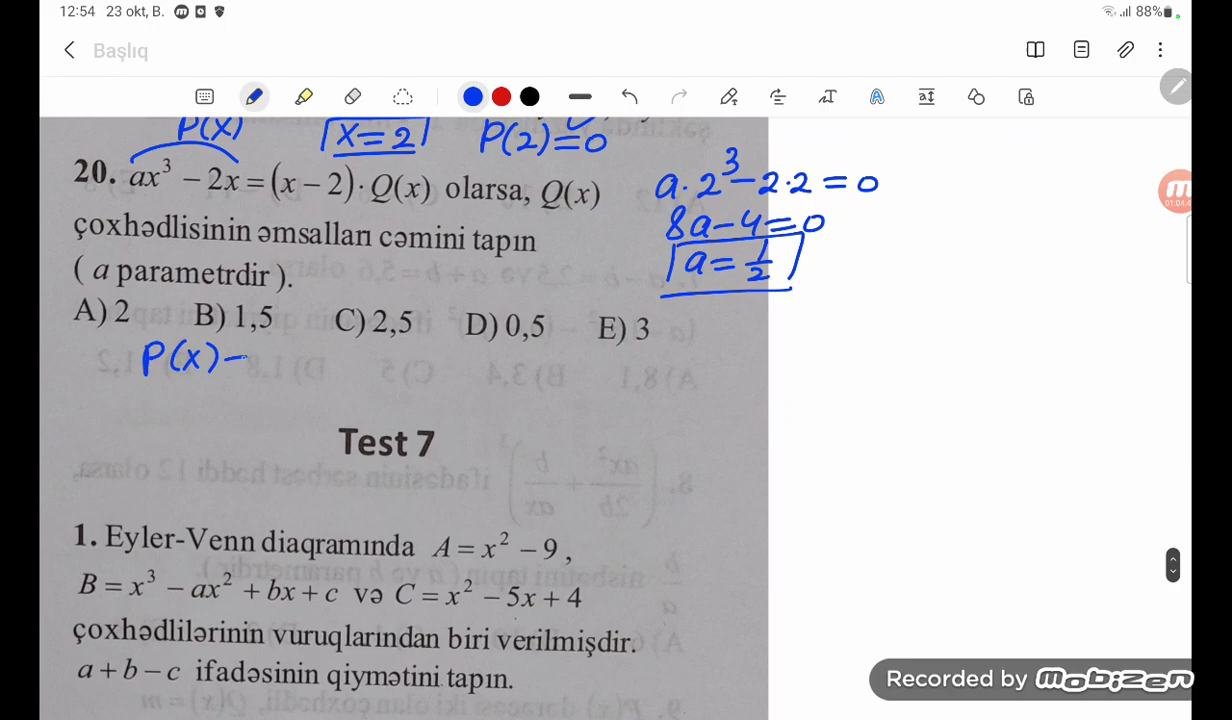 12:54 23 okt, B.
88%
Başlıq
P(x) x=2 P(2)=0
20. ax³ − 2x = (x − 2) · Q(x) olarsa, Q(x)
çoxhədlisinin əmsalları cəmini tapın
( a parametrdir ).
A) 2 B) 1,5 C) 2,5 D) 0,5 E) 3
a·2³−2·2=0
8a−4=0
a=1/2
P(x)−
Test 7
1. Eyler-Venn diaqramında A = x² − 9 ,
B = x³ − ax² + bx + c və C = x² − 5x + 4
çoxhədlilərinin vuruqlarından biri verilmişdir.
a + b − c ifadəsinin qiymətini tapın.
Recorded by mobizen